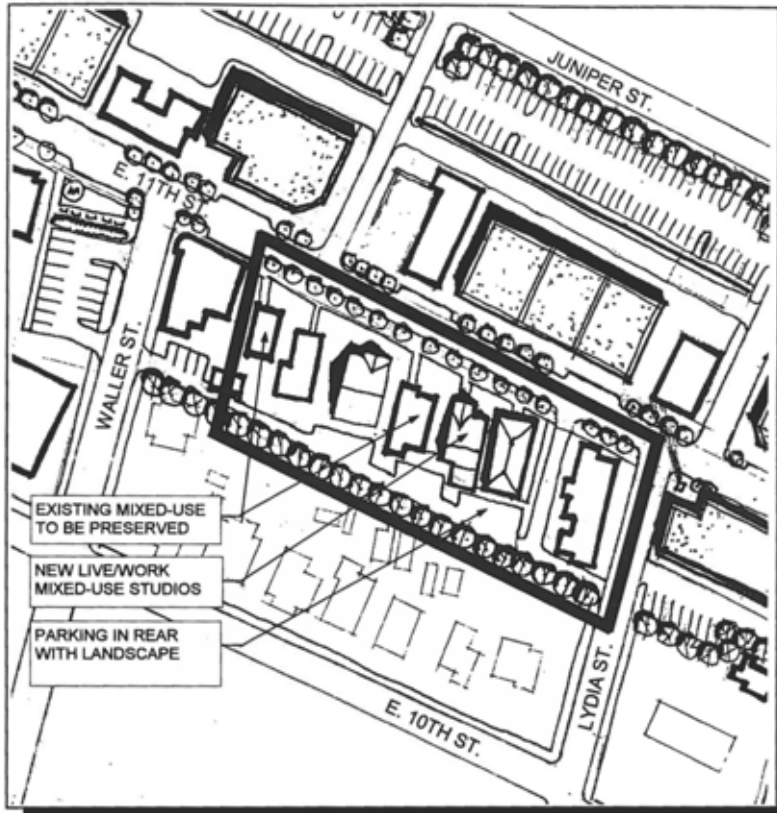 JUNIPER ST.
E. 11TH ST.
WALLER ST.
EXISTING MIXED-USE
TO BE PRESERVED
NEW LIVE/WORK
MIXED-USE STUDIOS
PARKING IN REAR
WITH LANDSCAPE
LYDIA ST.
E. 10TH ST.